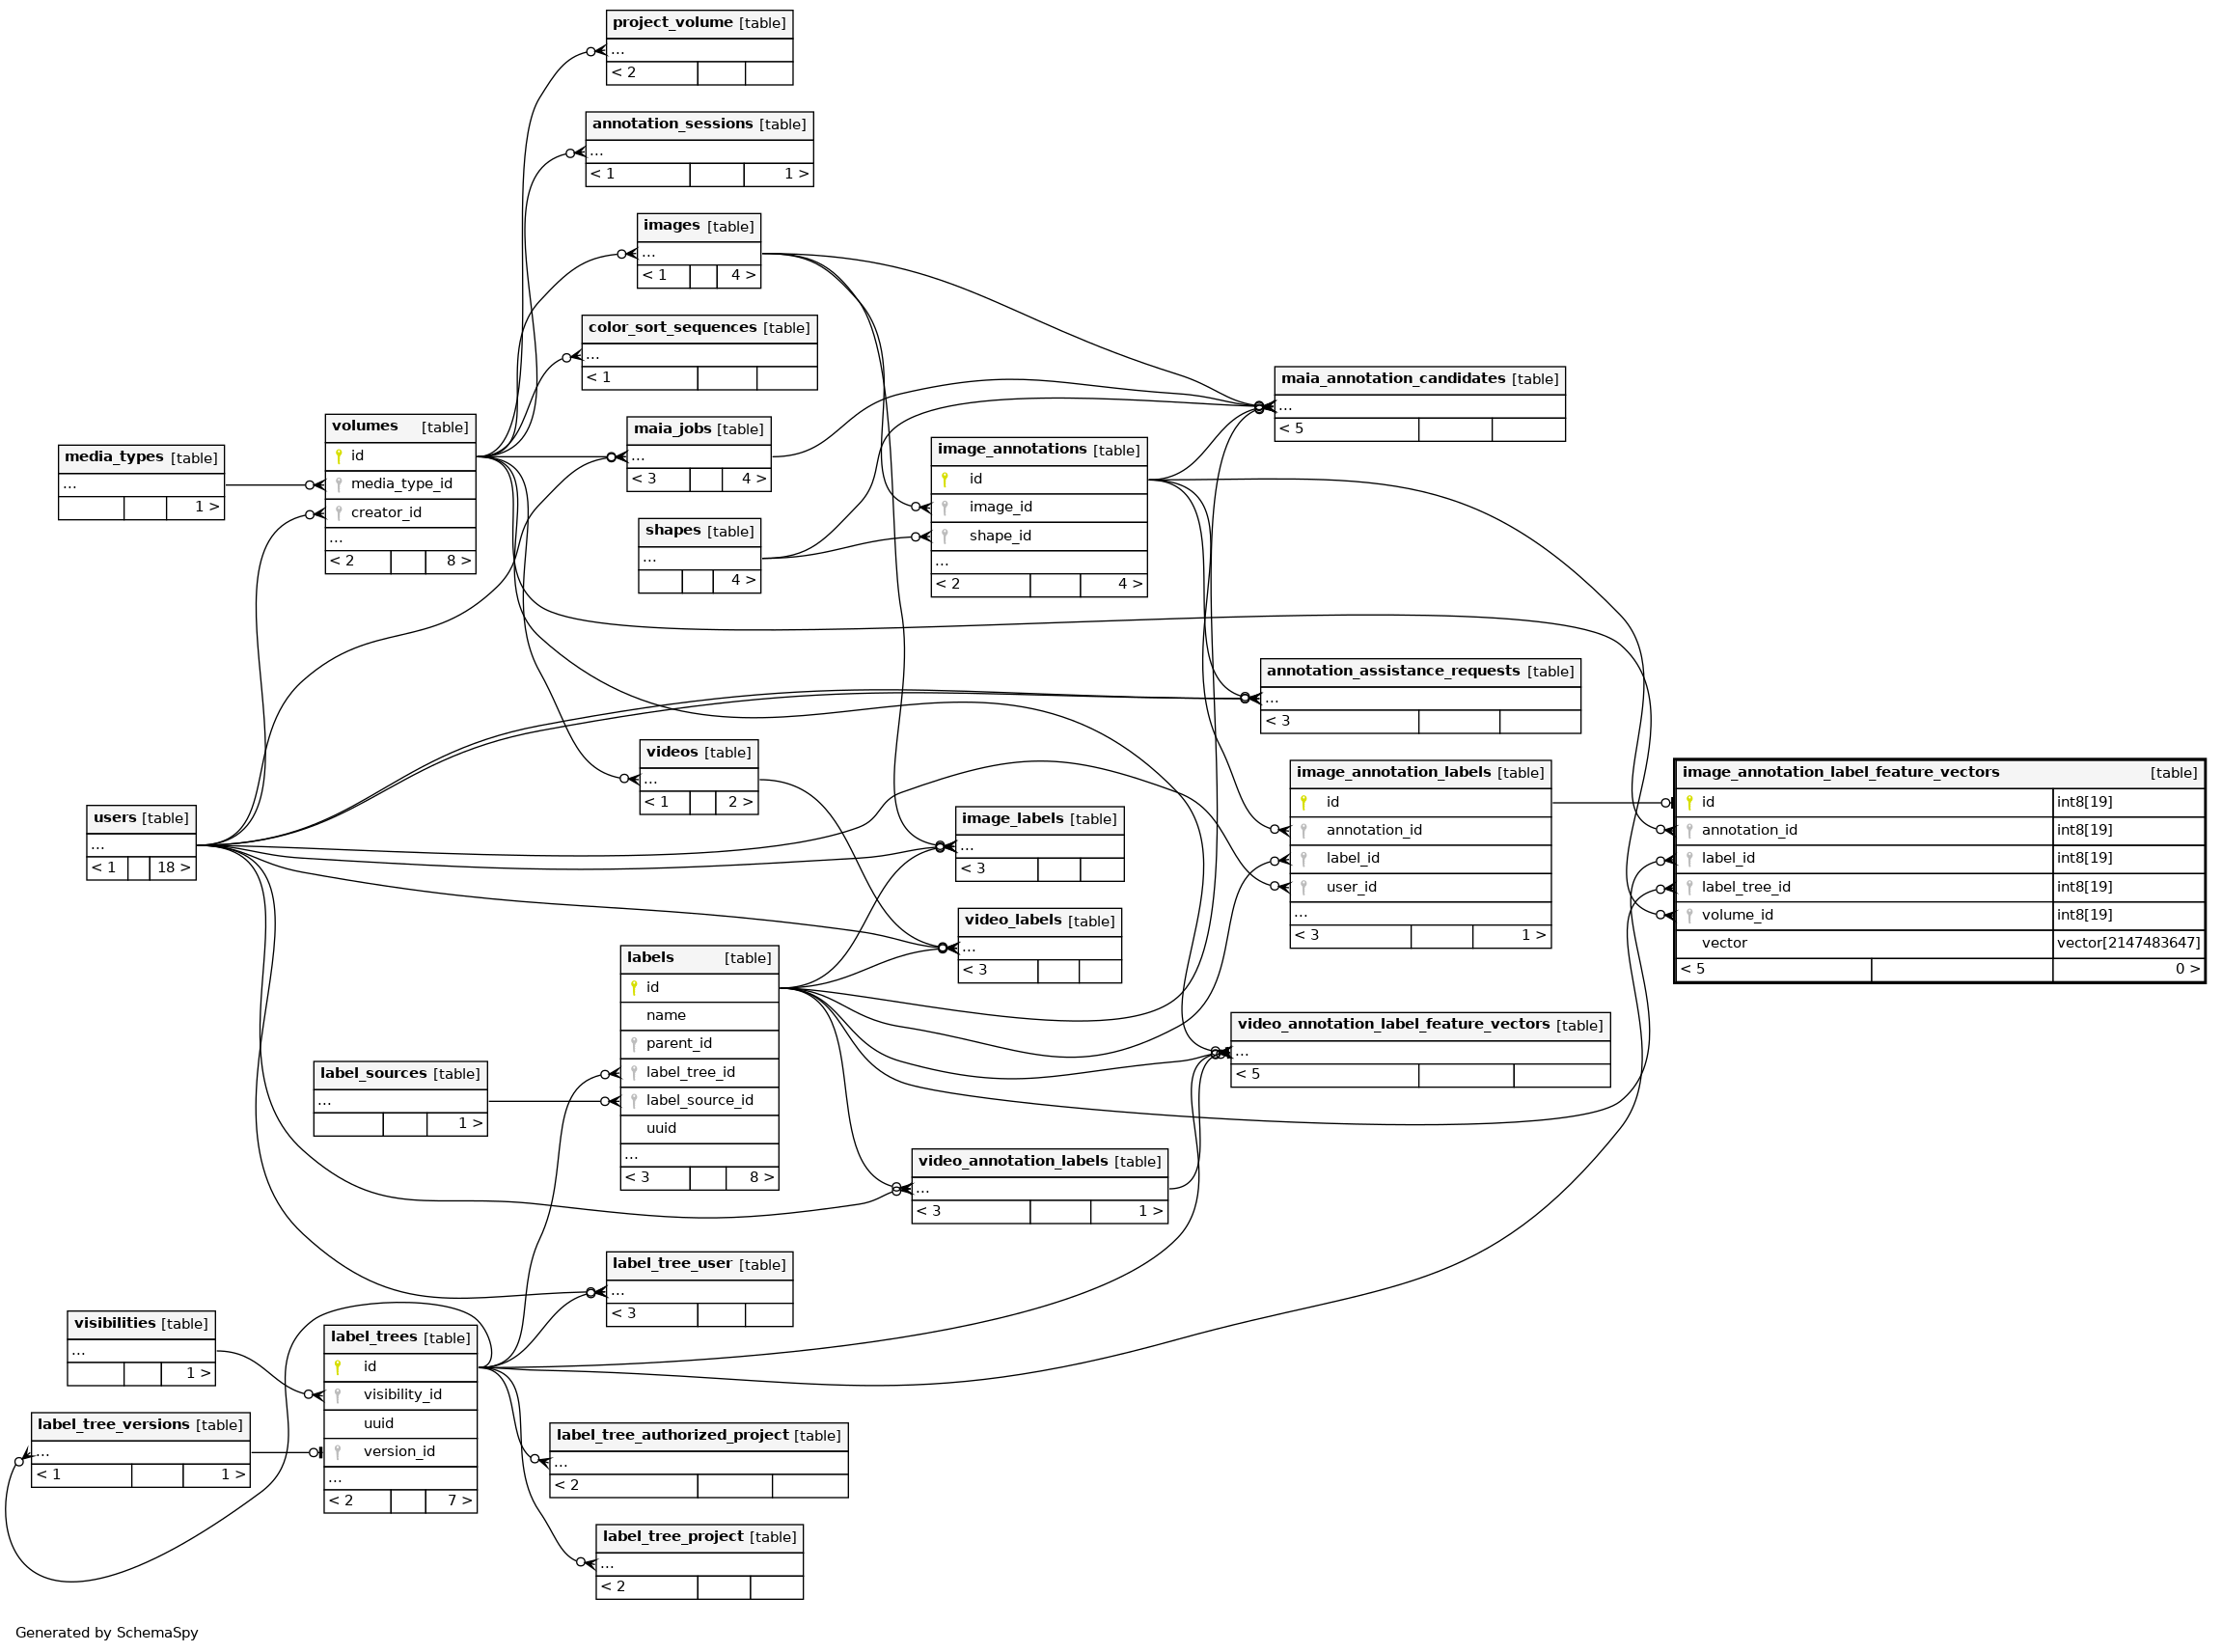 project_volume [table]
...
< 2
annotation_sessions [table]
...
< 1 1 >
images [table]
...
< 1 4 >
color_sort_sequences [table]
...
< 1
maia_annotation_candidates [table]
...
< 5
volumes [table]
id
media_type_id
creator_id
...
< 2 8 >
maia_jobs [table]
...
< 3 4 >
image_annotations [table]
id
image_id
shape_id
...
< 2 4 >
media_types [table]
...
1 >
shapes [table]
...
4 >
annotation_assistance_requests [table]
...
< 3
videos [table]
...
< 1 2 >
image_annotation_labels [table]
id
annotation_id
label_id
user_id
...
< 3 1 >
image_annotation_label_feature_vectors [table]
id int8[19]
annotation_id int8[19]
label_id int8[19]
label_tree_id int8[19]
volume_id int8[19]
vector vector[2147483647]
< 5 0 >
users [table]
...
< 1 18 >
image_labels [table]
...
< 3
video_labels [table]
...
< 3
labels [table]
id
name
parent_id
label_tree_id
label_source_id
uuid
...
< 3 8 >
video_annotation_label_feature_vectors [table]
...
< 5
label_sources [table]
...
1 >
video_annotation_labels [table]
...
< 3 1 >
label_tree_user [table]
...
< 3
visibilities [table]
...
1 >
label_trees [table]
id
visibility_id
uuid
version_id
...
< 2 7 >
label_tree_versions [table]
...
< 1 1 >
label_tree_authorized_project [table]
...
< 2
label_tree_project [table]
...
< 2
Generated by SchemaSpy